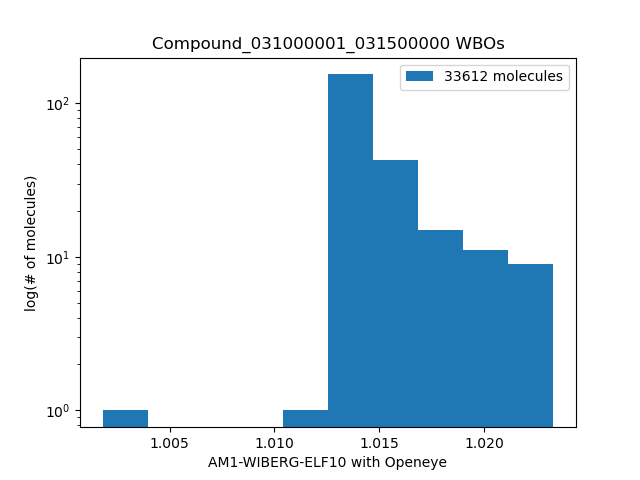 Compound_031000001_031500000 WBOs
33612 molecules
log(# of molecules)
10²
10¹
10⁰
1.005 1.010 1.015 1.020
AM1-WIBERG-ELF10 with Openeye